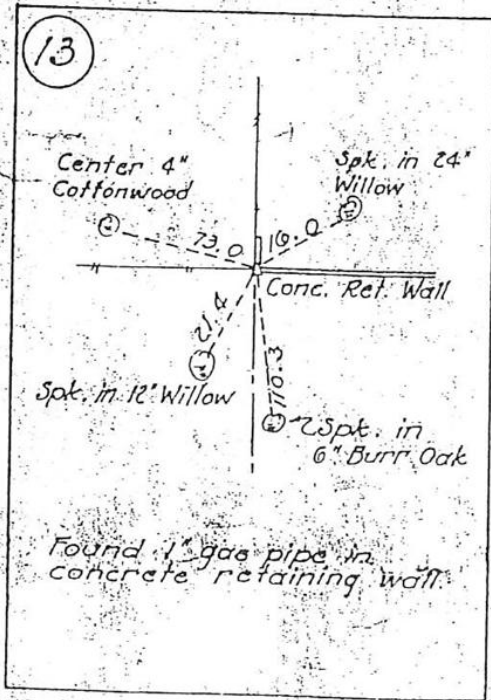 13
Center 4"
Cottonwood
Spk. in 24"
Willow
73.0
16.0
Conc. Ret. Wall
21.4
110.3
Spk. in 12" Willow
Spk. in
6" Burr Oak
Found 1" gas pipe in
concrete retaining wall.